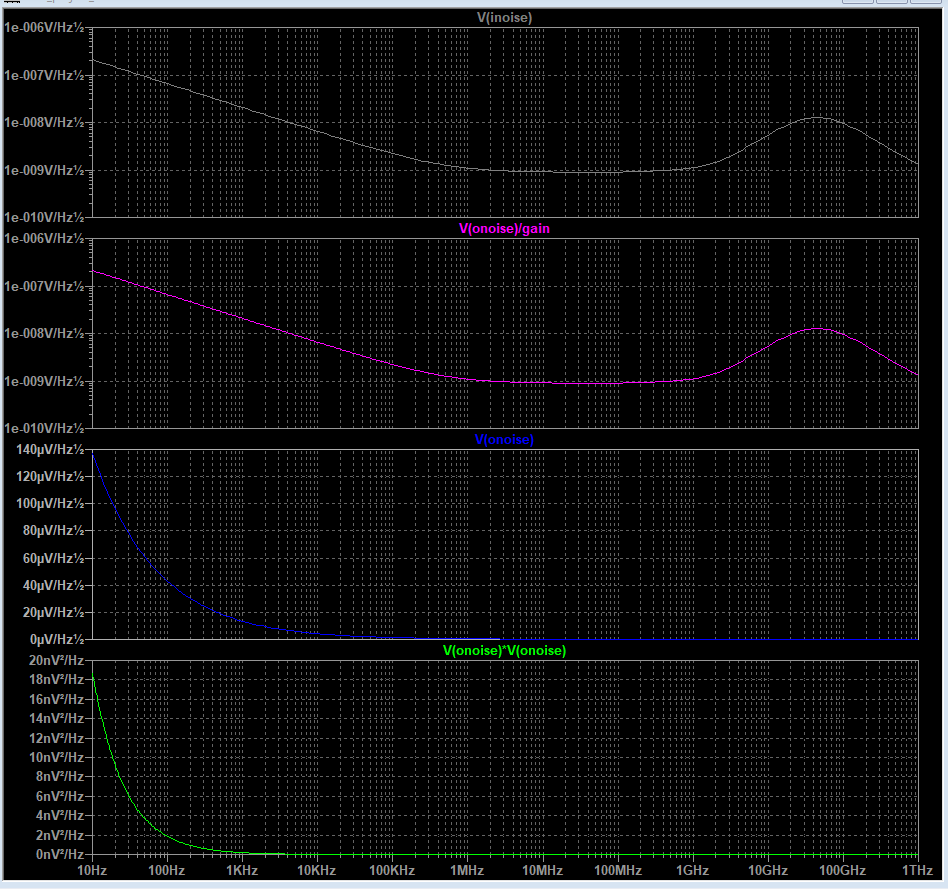 V(inoise)
1e-006V/Hz½
1e-007V/Hz½
1e-008V/Hz½
1e-009V/Hz½
1e-010V/Hz½
V(onoise)/gain
1e-006V/Hz½
1e-007V/Hz½
1e-008V/Hz½
1e-009V/Hz½
1e-010V/Hz½
V(onoise)
140µV/Hz½
120µV/Hz½
100µV/Hz½
80µV/Hz½
60µV/Hz½
40µV/Hz½
20µV/Hz½
0µV/Hz½
V(onoise)*V(onoise)
20nV²/Hz
18nV²/Hz
16nV²/Hz
14nV²/Hz
12nV²/Hz
10nV²/Hz
8nV²/Hz
6nV²/Hz
4nV²/Hz
2nV²/Hz
0nV²/Hz
10Hz 100Hz 1KHz 10KHz 100KHz 1MHz 10MHz 100MHz 1GHz 10GHz 100GHz 1THz